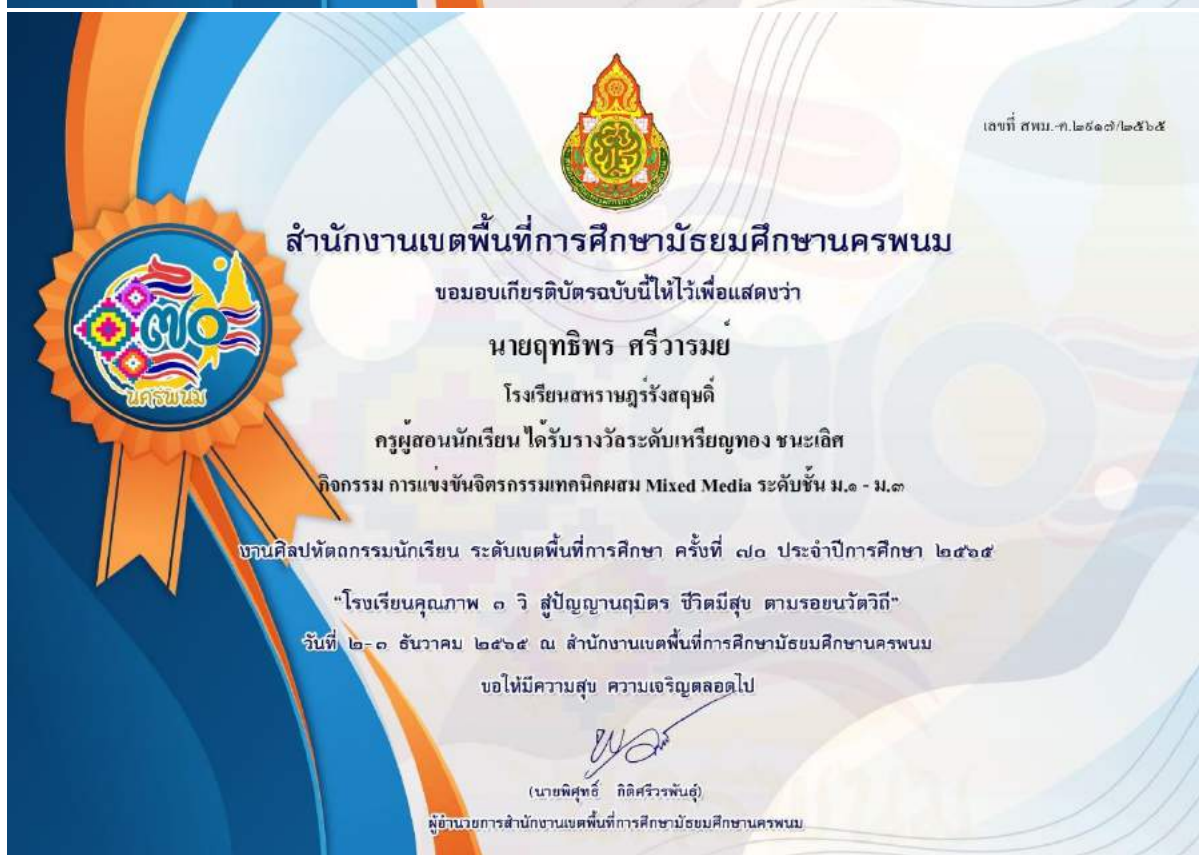 เลขที่ สพม.-ค.๒๘๑๗/๒๕๖๕
สำนักงานเขตพื้นที่การศึกษามัธยมศึกษานครพนม
ขอมอบเกียรติบัตรฉบับนี้ให้ไว้เพื่อแสดงว่า
นายฤทธิพร ศรีวารมย์
โรงเรียนสหราษฎร์รังสฤษดิ์
ครูผู้สอนนักเรียน ได้รับรางวัลระดับเหรียญทอง ชนะเลิศ
กิจกรรม การแข่งขันจิตรกรรมเทคนิคผสม Mixed Media ระดับชั้น ม.๑ - ม.๓
งานศิลปหัตถกรรมนักเรียน ระดับเขตพื้นที่การศึกษา ครั้งที่ ๗๐ ประจำปีการศึกษา ๒๕๖๕
"โรงเรียนคุณภาพ ๓ วิ สู่ปัญญานฤมิตร ชีวิตมีสุข ตามรอยนวัตวิถี"
วันที่ ๒-๓ ธันวาคม ๒๕๖๕ ณ สำนักงานเขตพื้นที่การศึกษามัธยมศึกษานครพนม
ขอให้มีความสุข ความเจริญตลอดไป
(นายพิศุทธิ์ กิติศรีวรพันธุ์)
ผู้อำนวยการสำนักงานเขตพื้นที่การศึกษามัธยมศึกษานครพนม
๗๐
นครพนม